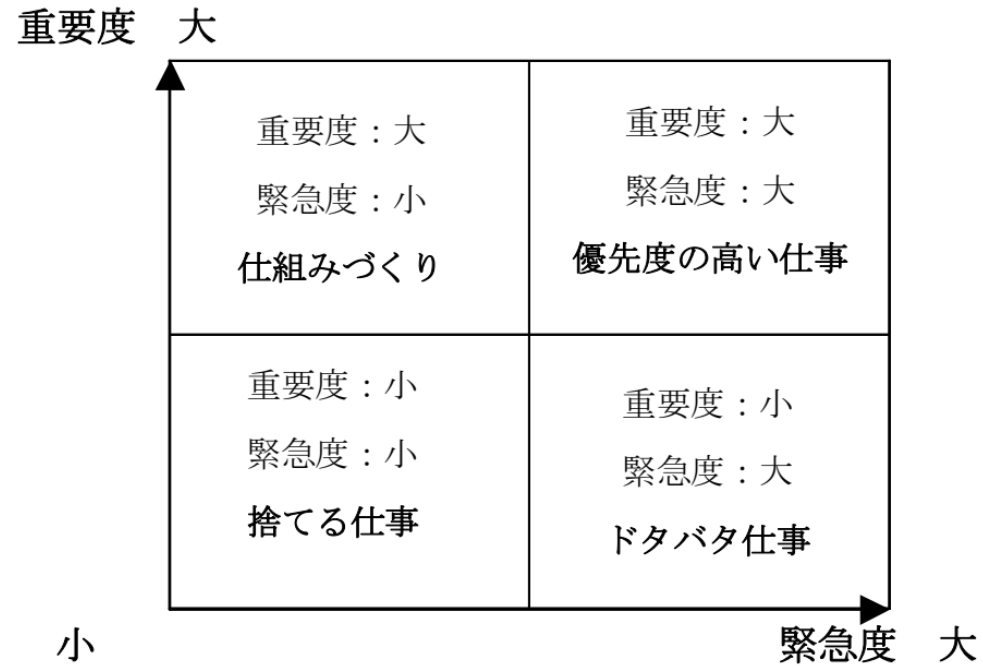 重要度　大
重要度：大
緊急度：小
仕組みづくり
重要度：大
緊急度：大
優先度の高い仕事
重要度：小
緊急度：小
捨てる仕事
重要度：小
緊急度：大
ドタバタ仕事
小
緊急度　大